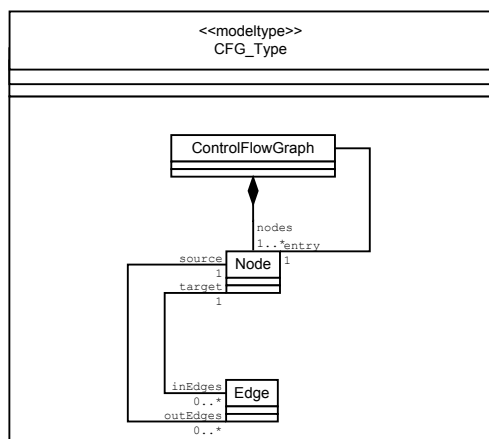 <<modeltype>>
CFG_Type
ControlFlowGraph
nodes
1..*
entry
1
source
1
Node
target
1
inEdges
0..*
Edge
outEdges
0..*